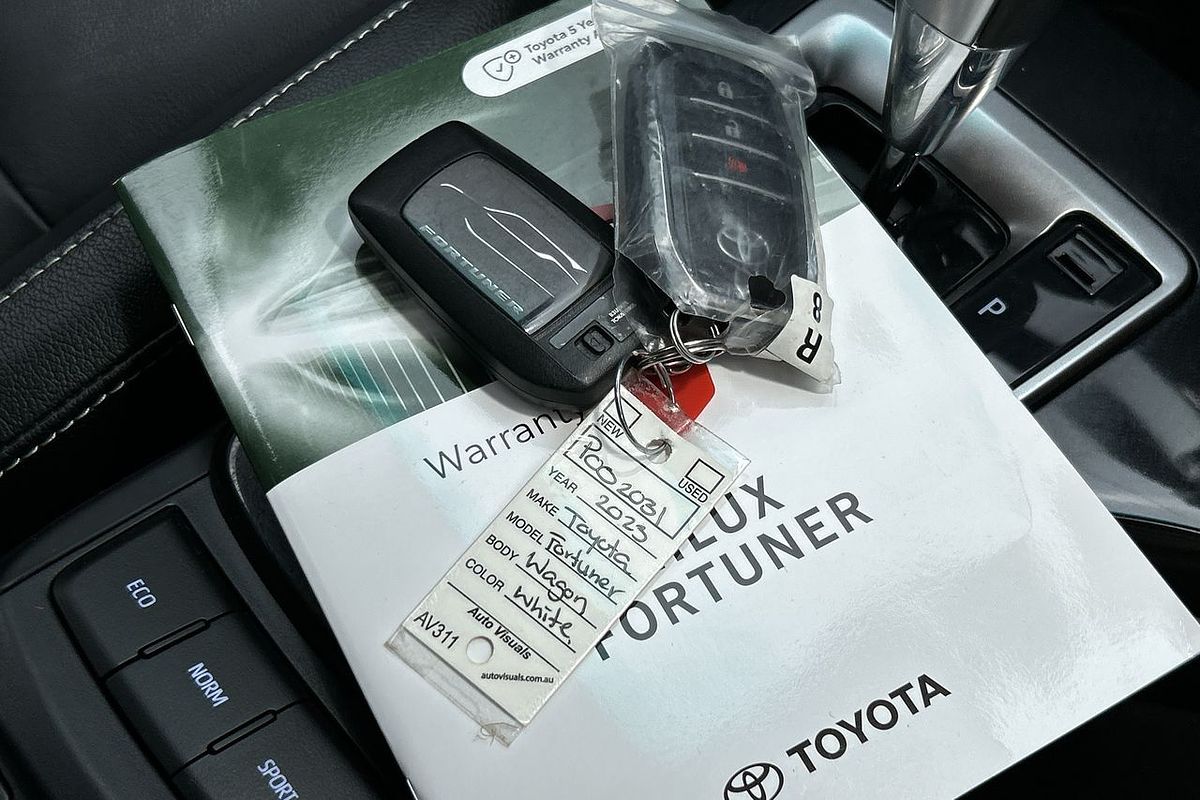 Toyota 5 Ye
Warranty
FORTUNER
R 8
P
Warranty
NEW
USED
P002031
YEAR 2023
MAKE Toyota
MODEL Fortuner
BODY Wagon
COLOR White.
Auto Visuals
AV311
autovisuals.com.au
LUX
FORTUNER
TOYOTA
ECO
NORM
SPORT